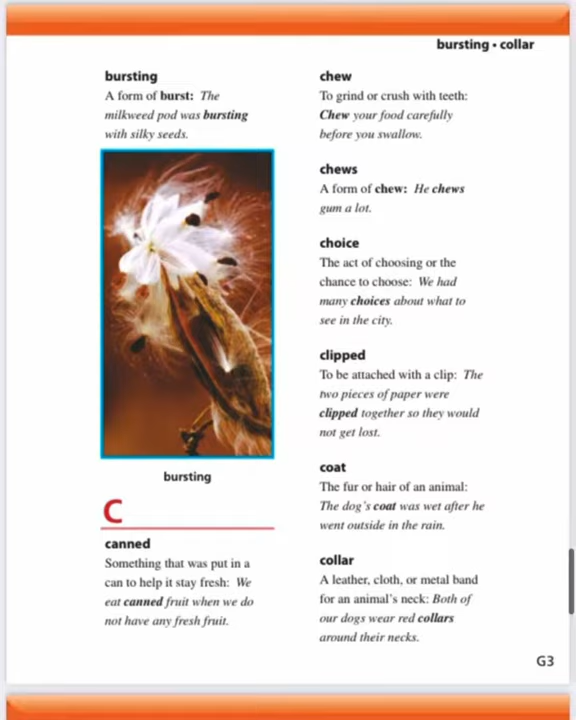 bursting • collar
bursting
A form of burst: The
milkweed pod was bursting
with silky seeds.
bursting
C
canned
Something that was put in a
can to help it stay fresh: We
eat canned fruit when we do
not have any fresh fruit.
chew
To grind or crush with teeth:
Chew your food carefully
before you swallow.
chews
A form of chew: He chews
gum a lot.
choice
The act of choosing or the
chance to choose: We had
many choices about what to
see in the city.
clipped
To be attached with a clip: The
two pieces of paper were
clipped together so they would
not get lost.
coat
The fur or hair of an animal:
The dog's coat was wet after he
went outside in the rain.
collar
A leather, cloth, or metal band
for an animal's neck: Both of
our dogs wear red collars
around their necks.
G3